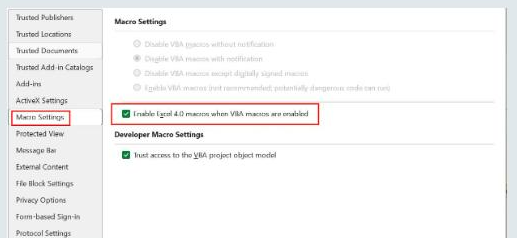 Trusted Publishers
Trusted Locations
Trusted Documents
Trusted Add-in Catalogs
Add-ins
ActiveX Settings
Macro Settings
Protected View
Message Bar
External Content
File Block Settings
Privacy Options
Form-based Sign-in
Protocol Settings
Macro Settings
Disable VBA macros without notification
Disable VBA macros with notification
Disable VBA macros except digitally signed macros
Enable VBA macros (not recommended; potentially dangerous code can run)
Enable Excel 4.0 macros when VBA macros are enabled
Developer Macro Settings
Trust access to the VBA project object model